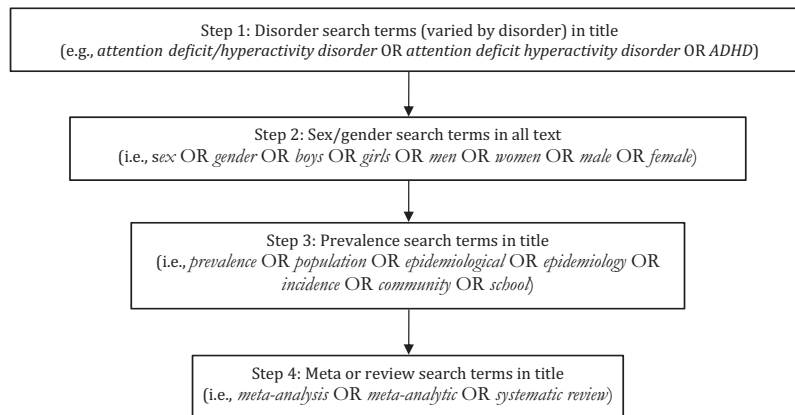 Step 1: Disorder search terms (varied by disorder) in title
(e.g., attention deficit/hyperactivity disorder OR attention deficit hyperactivity disorder OR ADHD)
Step 2: Sex/gender search terms in all text
(i.e., sex OR gender OR boys OR girls OR men OR women OR male OR female)
Step 3: Prevalence search terms in title
(i.e., prevalence OR population OR epidemiological OR epidemiology OR
incidence OR community OR school)
Step 4: Meta or review search terms in title
(i.e., meta-analysis OR meta-analytic OR systematic review)